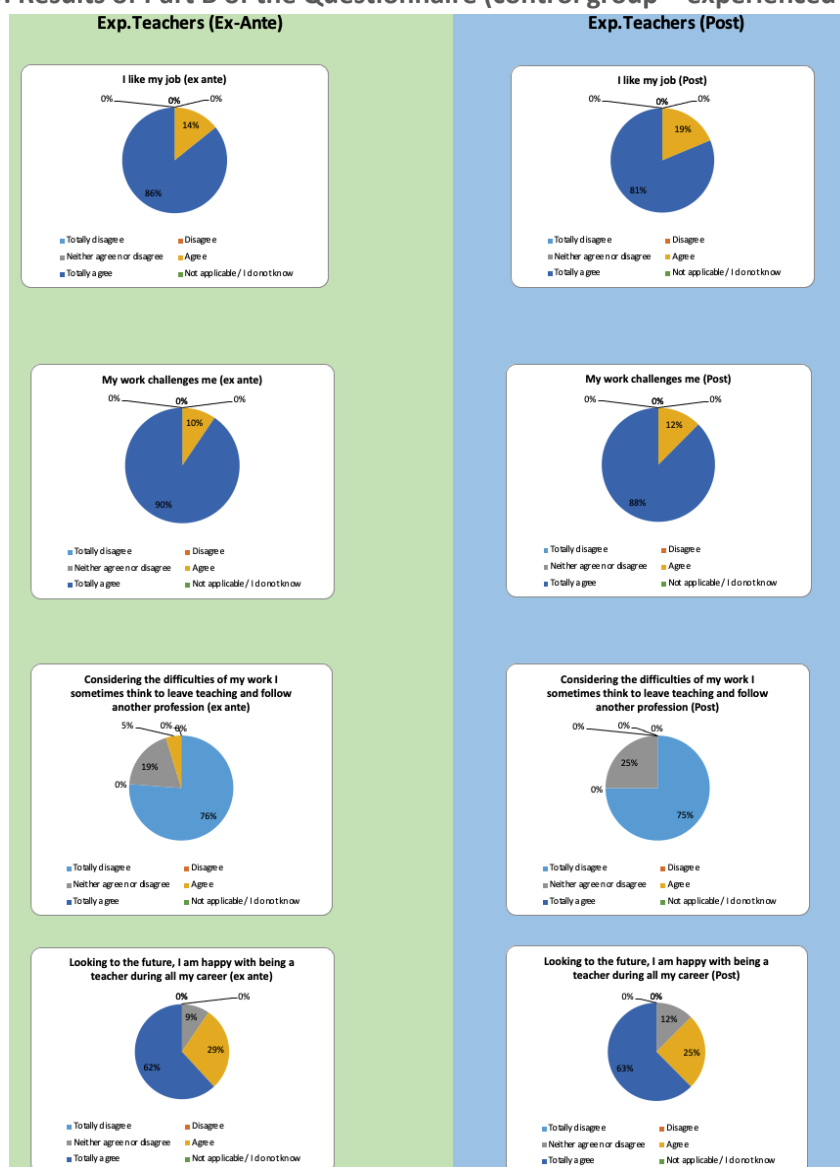 Results of Part B of the Questionnaire (control group – experienced
Exp.Teachers (Ex-Ante)
Exp.Teachers (Post)
I like my job (ex ante)
0%
0%
0%
14%
86%
Totally disagree
Disagree
Neither agree nor disagree
Agree
Totally agree
Not applicable / I do not know
I like my job (Post)
0%
0%
0%
19%
81%
Totally disagree
Disagree
Neither agree nor disagree
Agree
Totally agree
Not applicable / I do not know
My work challenges me (ex ante)
0%
0%
0%
10%
90%
Totally disagree
Disagree
Neither agree nor disagree
Agree
Totally agree
Not applicable / I do not know
My work challenges me (Post)
0%
0%
0%
12%
88%
Totally disagree
Disagree
Neither agree nor disagree
Agree
Totally agree
Not applicable / I do not know
Considering the difficulties of my work I
sometimes think to leave teaching and follow
another profession (ex ante)
5%
0%
0%
19%
0%
76%
Totally disagree
Disagree
Neither agree nor disagree
Agree
Totally agree
Not applicable / I do not know
Considering the difficulties of my work I
sometimes think to leave teaching and follow
another profession (Post)
0%
0%
0%
25%
0%
75%
Totally disagree
Disagree
Neither agree nor disagree
Agree
Totally agree
Not applicable / I do not know
Looking to the future, I am happy with being a
teacher during all my career (ex ante)
0%
0%
9%
29%
62%
Totally disagree
Disagree
Neither agree nor disagree
Agree
Totally agree
Not applicable / I do not know
Looking to the future, I am happy with being a
teacher during all my career (Post)
0%
0%
12%
25%
63%
Totally disagree
Disagree
Neither agree nor disagree
Agree
Totally agree
Not applicable / I do not know